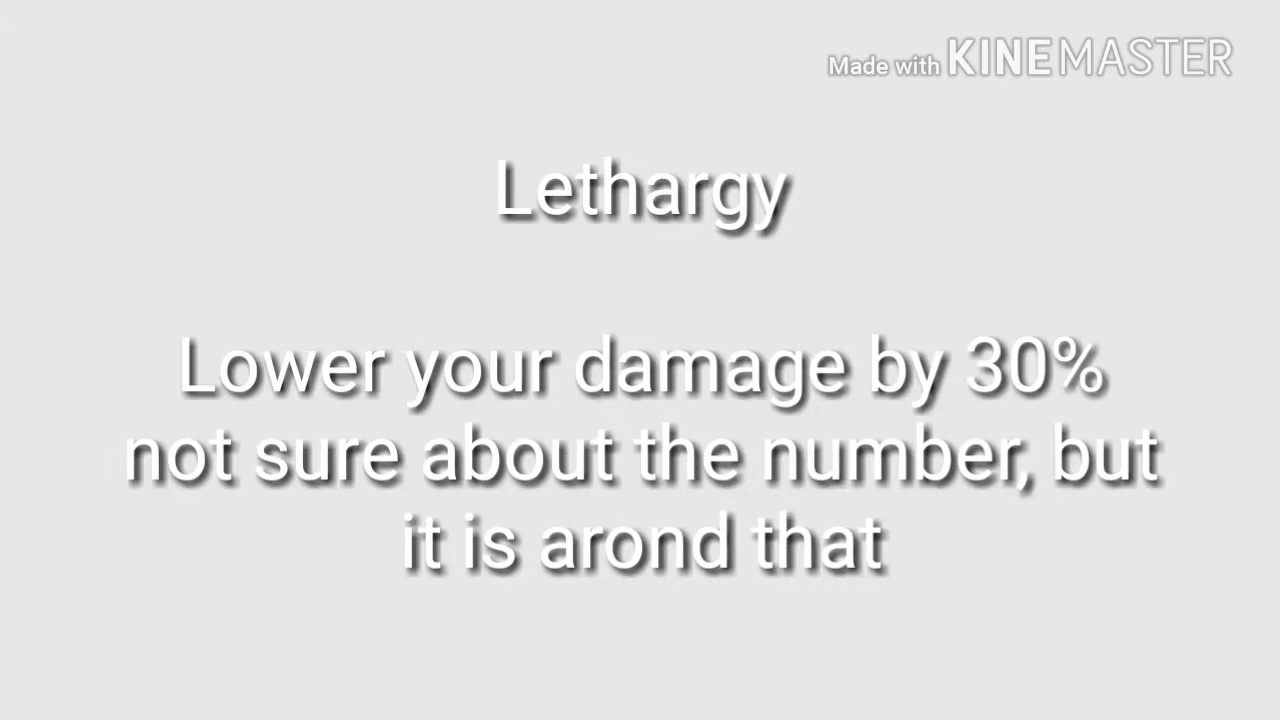 Made with KINEMASTER
Lethargy
Lower your damage by 30%
not sure about the number, but
it is arond that